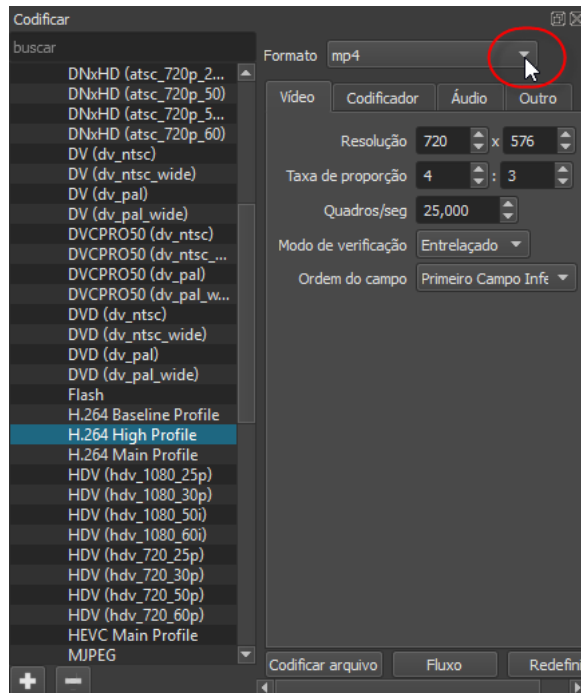 Codificar
buscar
DNxHD (atsc_720p_2...
DNxHD (atsc_720p_50)
DNxHD (atsc_720p_5...
DNxHD (atsc_720p_60)
DV (dv_ntsc)
DV (dv_ntsc_wide)
DV (dv_pal)
DV (dv_pal_wide)
DVCPRO50 (dv_ntsc)
DVCPRO50 (dv_ntsc_...
DVCPRO50 (dv_pal)
DVCPRO50 (dv_pal_w...
DVD (dv_ntsc)
DVD (dv_ntsc_wide)
DVD (dv_pal)
DVD (dv_pal_wide)
Flash
H.264 Baseline Profile
H.264 High Profile
H.264 Main Profile
HDV (hdv_1080_25p)
HDV (hdv_1080_30p)
HDV (hdv_1080_50i)
HDV (hdv_1080_60i)
HDV (hdv_720_25p)
HDV (hdv_720_30p)
HDV (hdv_720_50p)
HDV (hdv_720_60p)
HEVC Main Profile
MJPEG
Formato mp4
Vídeo Codificador Áudio Outro
Resolução 720 x 576
Taxa de proporção 4 : 3
Quadros/seg 25,000
Modo de verificação Entrelaçado
Ordem do campo Primeiro Campo Infe
Codificar arquivo Fluxo Redefini